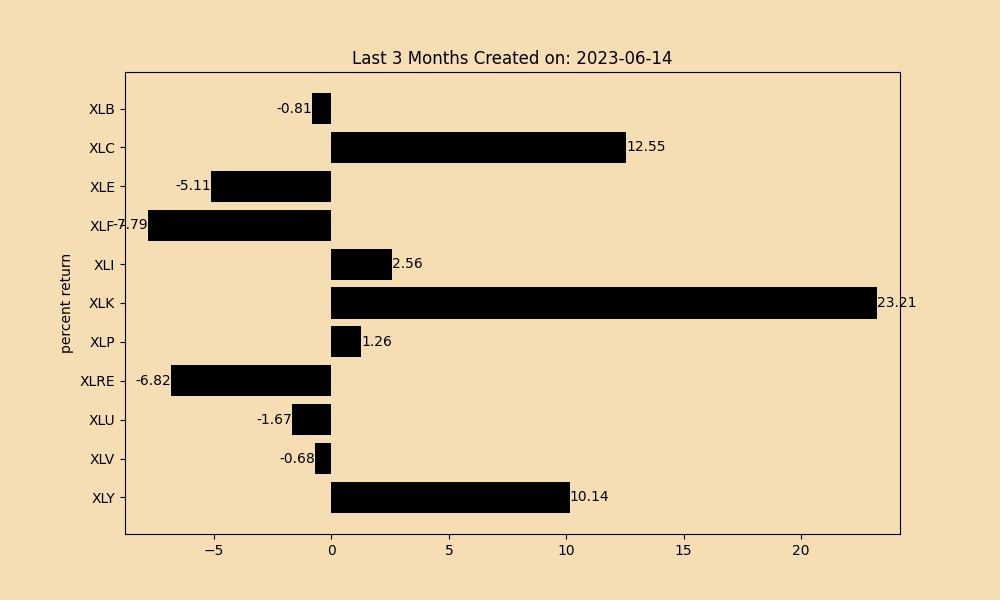 Last 3 Months Created on: 2023-06-14
XLB -0.81
XLC 12.55
XLE -5.11
XLF -7.79
XLI 2.56
percent return
XLK 23.21
XLP 1.26
XLRE -6.82
XLU -1.67
XLV -0.68
XLY 10.14
−5 0 5 10 15 20